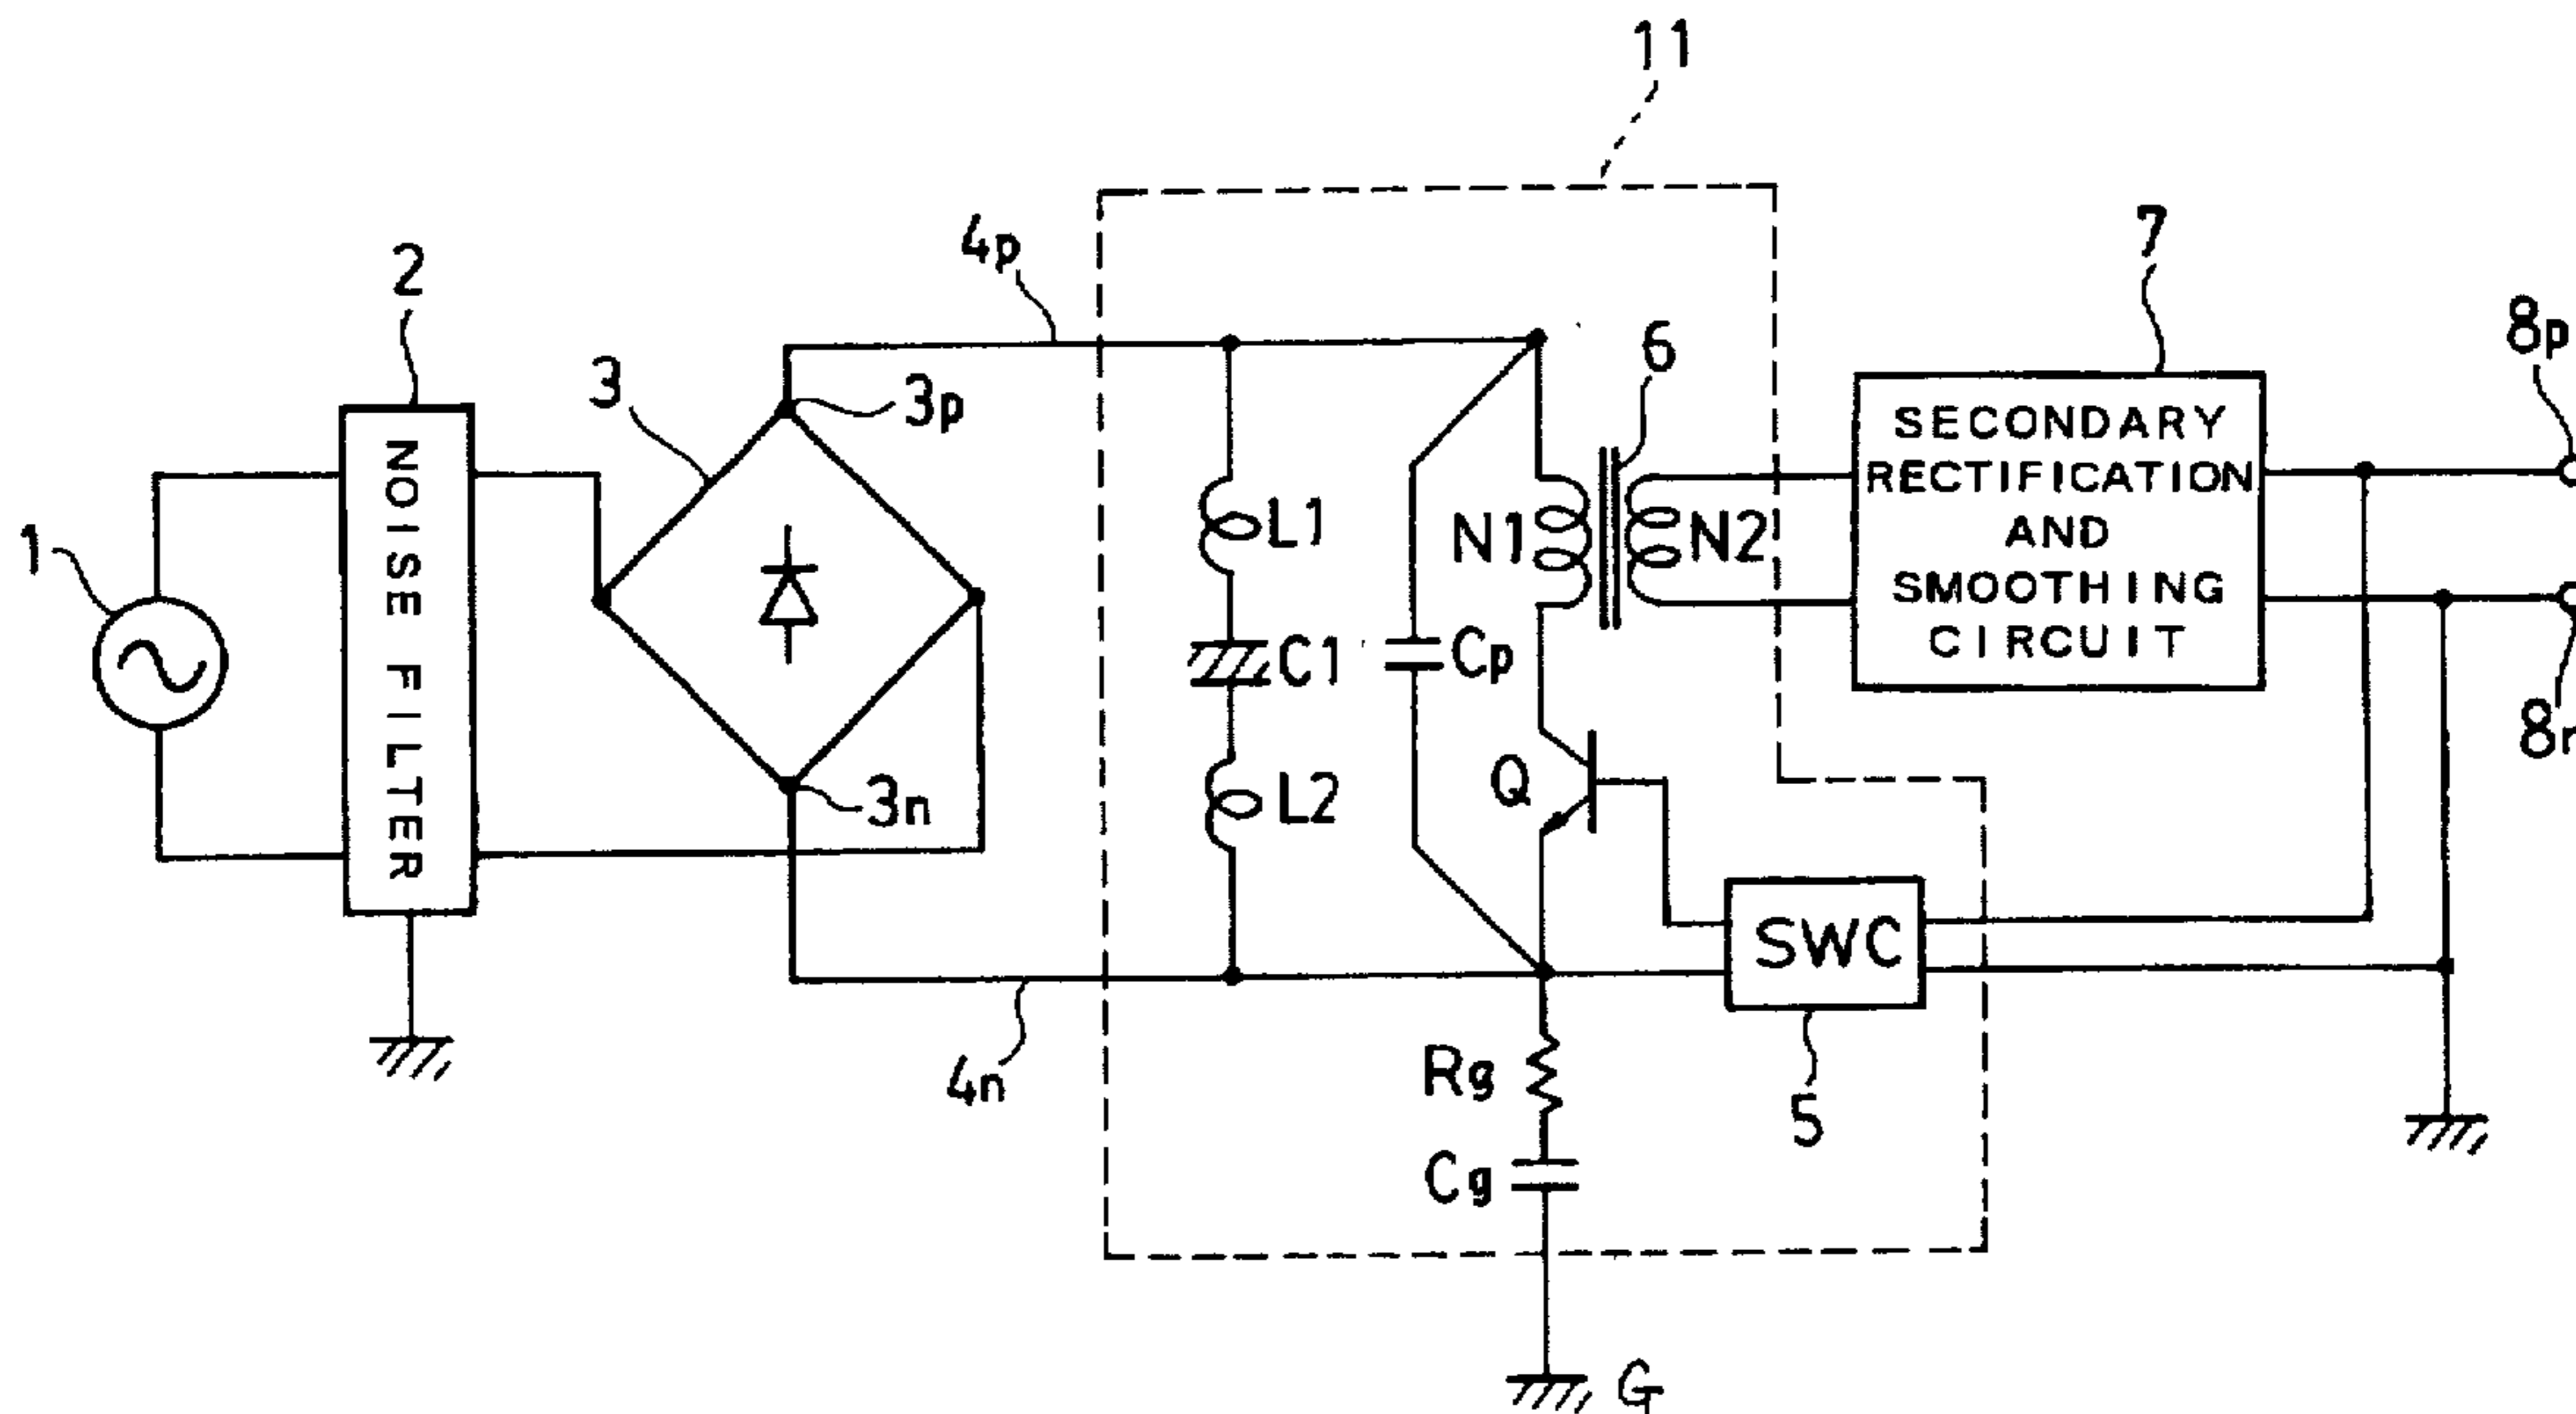 11
2
4p
7
8p
3
3p
6
SECONDARY
RECTIFICATION
AND
SMOOTHING
CIRCUIT
1
NOISE FILTER
L1
N1
N2
C1
Cp
3n
L2
Q
SWC
4n
Rg
5
Cg
G